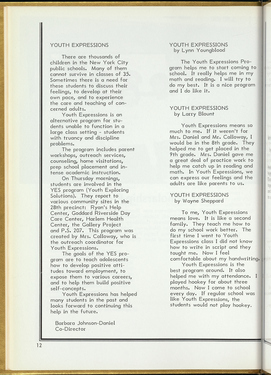 YOUTH EXPRESSIONS
There are thousands of
children in the New York City
public schools. Many of them
cannot survive in classes of 35.
Sometimes there is a need for
these students to discuss their
feelings, to develop at their
own pace, and to experience
the care and teaching of con-
cerned adults.
Youth Expressions is an
alternative program for stu-
dents unable to function in a
large class setting - students
with truancy and discipline
problems.
The program includes parent
workshops, outreach services,
counseling, home visitations,
prep school placement and in-
tense academic instruction.
On Thursday mornings,
students are involved in the
YES program (Youth Exploring
Solutions). They report to
various community sites in the
28th precinct: Ryan's Help
Center, Goddard Riverside Day
Care Center, Harlem Health
Center, the Gallery Project
and P.S. 207. This program was
created by Mrs. Calloway, who is
the outreach coordinator for
Youth Expressions.
The goals of the YES pro-
gram are to teach adolescents
how to develop positive atti-
tudes toward employment, to
expose them to various careers,
and to help them build positive
self-concepts.
Youth Expressions has helped
many students in the past and
looks forward to continuing this
help in the future.
Barbara Johnson-Daniel
Co-Director
12
YOUTH EXPRESSIONS
by Lynn Youngblood
The Youth Expressions Pro-
gram helps me to start coming to
school. It really helps me in my
math and reading. I will try to
do my best. It is a nice program
and I do like it.
YOUTH EXPRESSIONS
by Larry Blount
Youth Expressions means so
much to me. If it weren't for
Mrs. Daniel and Mr. Calloway, I
would be in the 8th grade. They
helped me to get placed in the
9th grade. Mrs. Daniel gave me
a great deal of practice work to
help me catch up in reading and
math. In Youth Expressions, we
can express our feelings and the
adults are like parents to us.
YOUTH EXPRESSIONS
by Wayne Sheppard
To me, Youth Expressions
means love. It is like a second
family. They teach me how to
do my school work better. The
first time I went to Youth
Expressions class I did not know
how to write in script and they
taught me. Now I feel
comfortable about my handwriting.
Youth Expressions is the
best program around. It also
helped me with my attendance. I
played hookey for about three
months. Now I come to school
every day. If regular school was
like Youth Expressions, the
students would not play hookey.